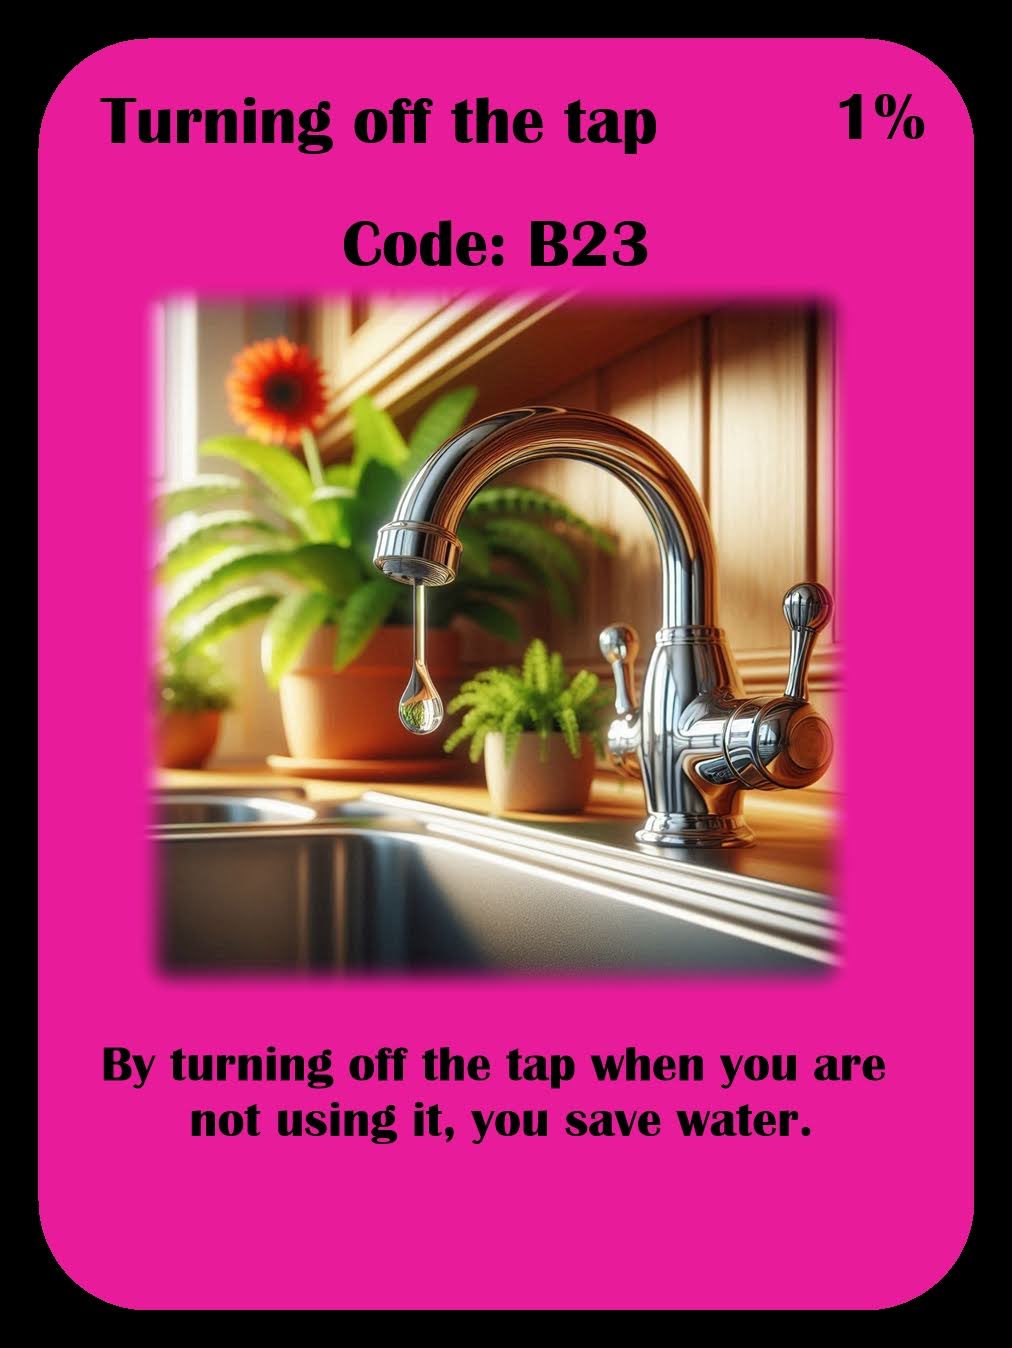 Turning off the tap 1%
Code: B23
By turning off the tap when you are
not using it, you save water.